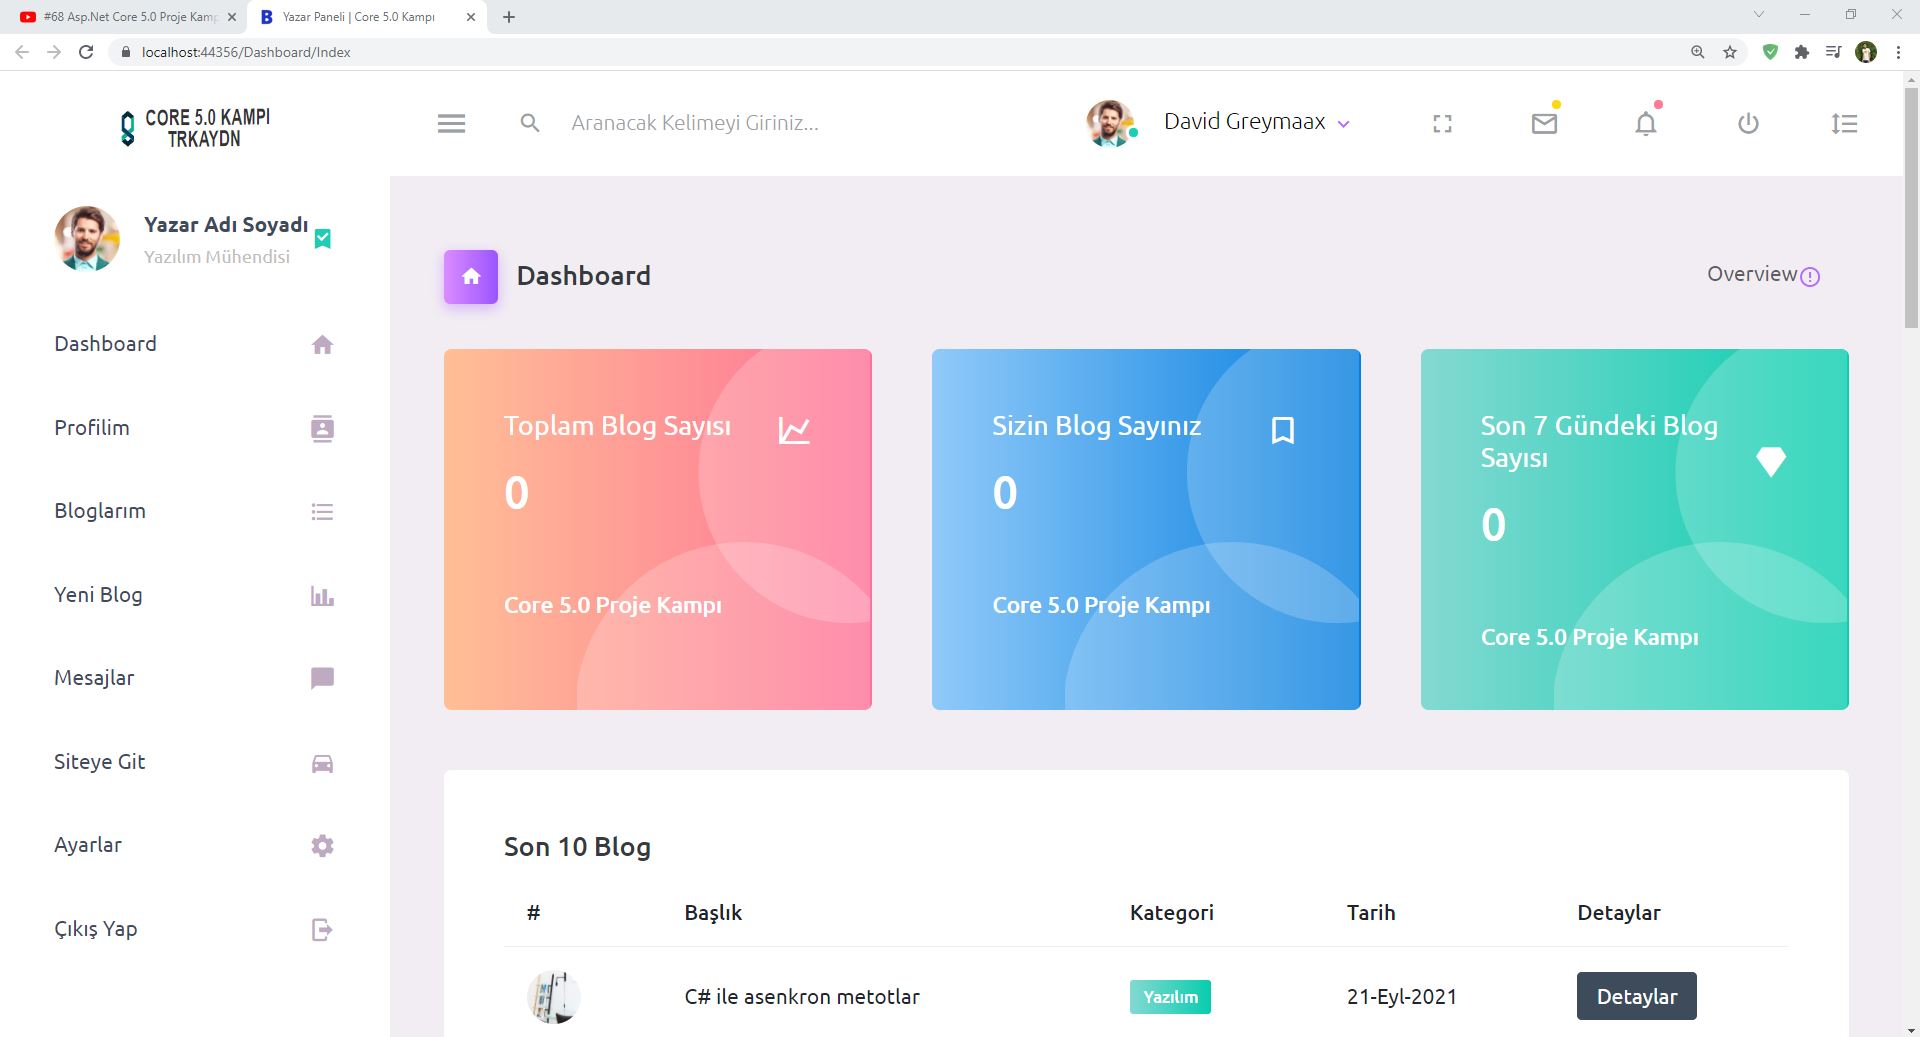 #68 Asp.Net Core 5.0 Proje Kamp
Yazar Paneli | Core 5.0 Kampı
localhost:44356/Dashboard/Index
CORE 5.0 KAMPI
TRKAYDN
Aranacak Kelimeyi Giriniz...
David Greymaax
Yazar Adı Soyadı
Yazılım Mühendisi
Dashboard
Profilim
Bloglarım
Yeni Blog
Mesajlar
Siteye Git
Ayarlar
Çıkış Yap
Dashboard
Overview
Toplam Blog Sayısı
0
Core 5.0 Proje Kampı
Sizin Blog Sayınız
0
Core 5.0 Proje Kampı
Son 7 Gündeki Blog
Sayısı
0
Core 5.0 Proje Kampı
Son 10 Blog
# Başlık Kategori Tarih Detaylar
C# ile asenkron metotlar Yazılım 21-Eyl-2021 Detaylar